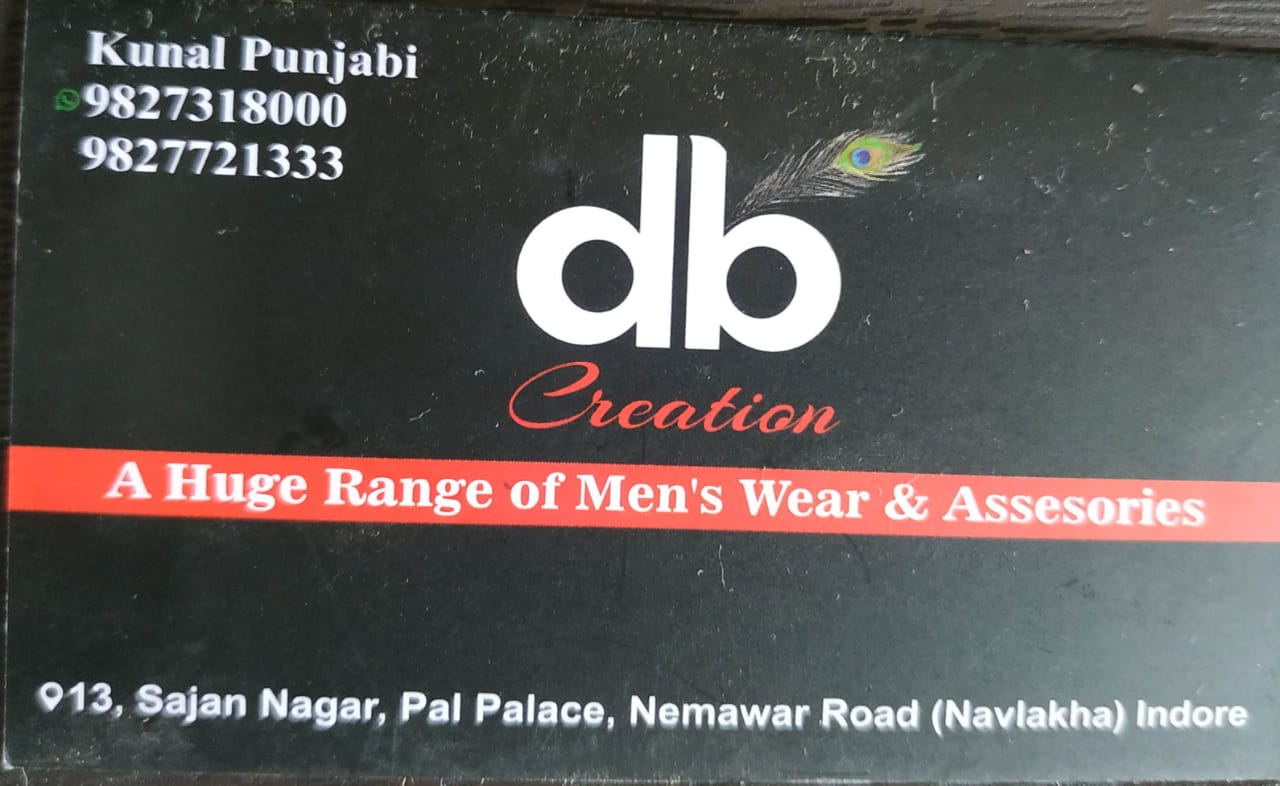 Kunal Punjabi
9827318000
9827721333
db
Creation
A Huge Range of Men's Wear & Assesories
13, Sajan Nagar, Pal Palace, Nemawar Road (Navlakha) Indore